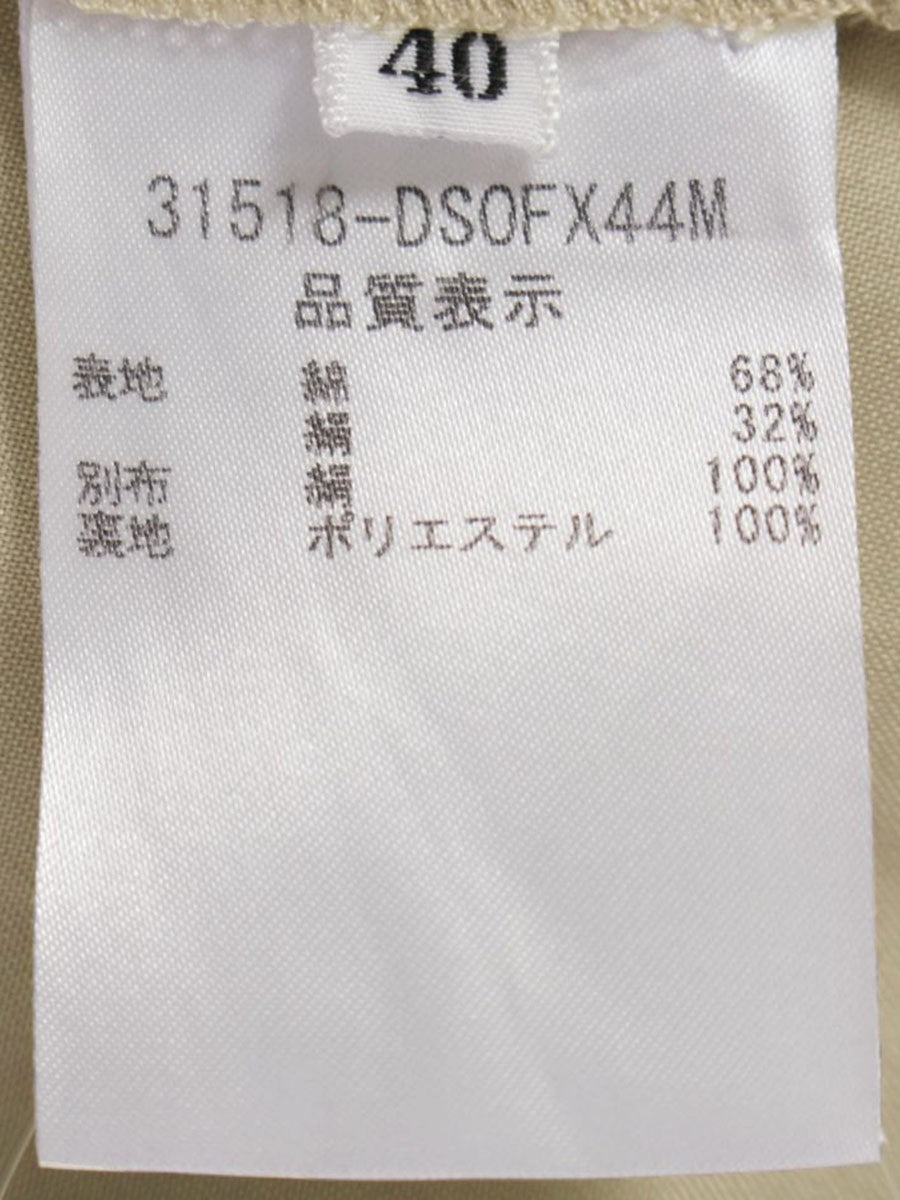 40
31518-DSOFX44M
品質表示
表地 綿 68%
絹 32%
別布 絹 100%
裏地 ポリエステル 100%